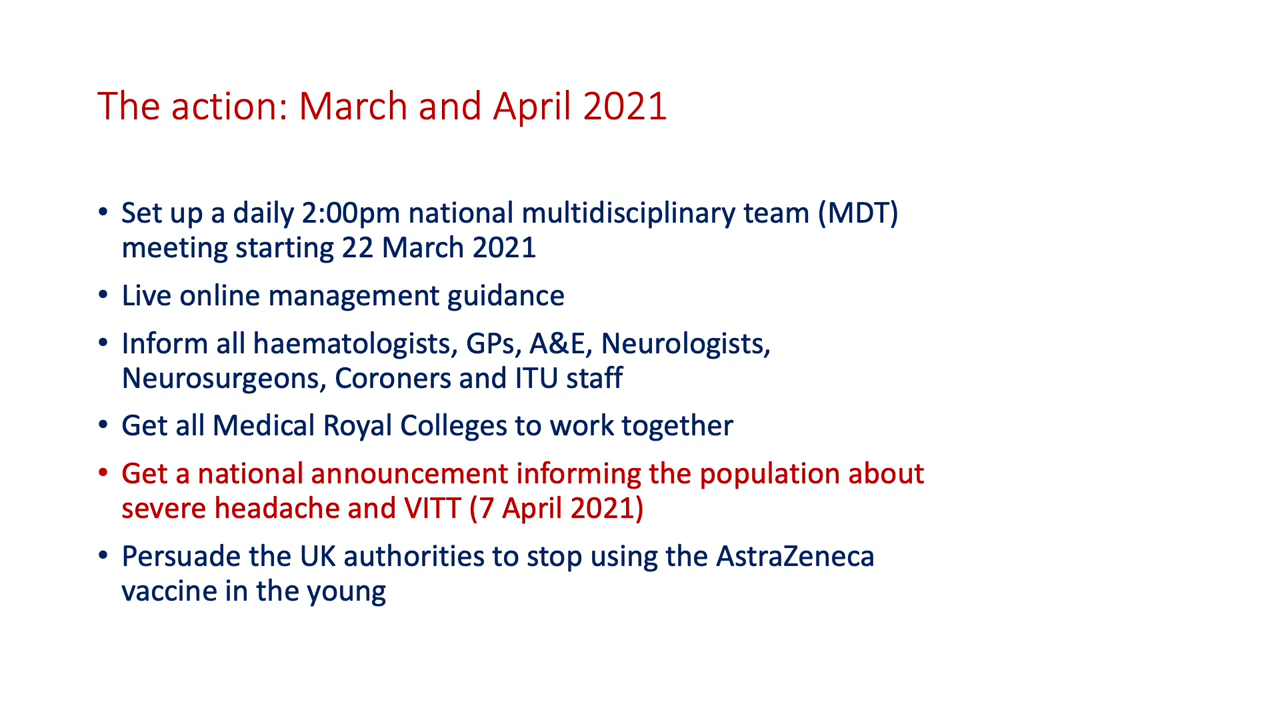 The action: March and April 2021
• Set up a daily 2:00pm national multidisciplinary team (MDT)
meeting starting 22 March 2021
• Live online management guidance
• Inform all haematologists, GPs, A&E, Neurologists,
Neurosurgeons, Coroners and ITU staff
• Get all Medical Royal Colleges to work together
• Get a national announcement informing the population about
severe headache and VITT (7 April 2021)
• Persuade the UK authorities to stop using the AstraZeneca
vaccine in the young